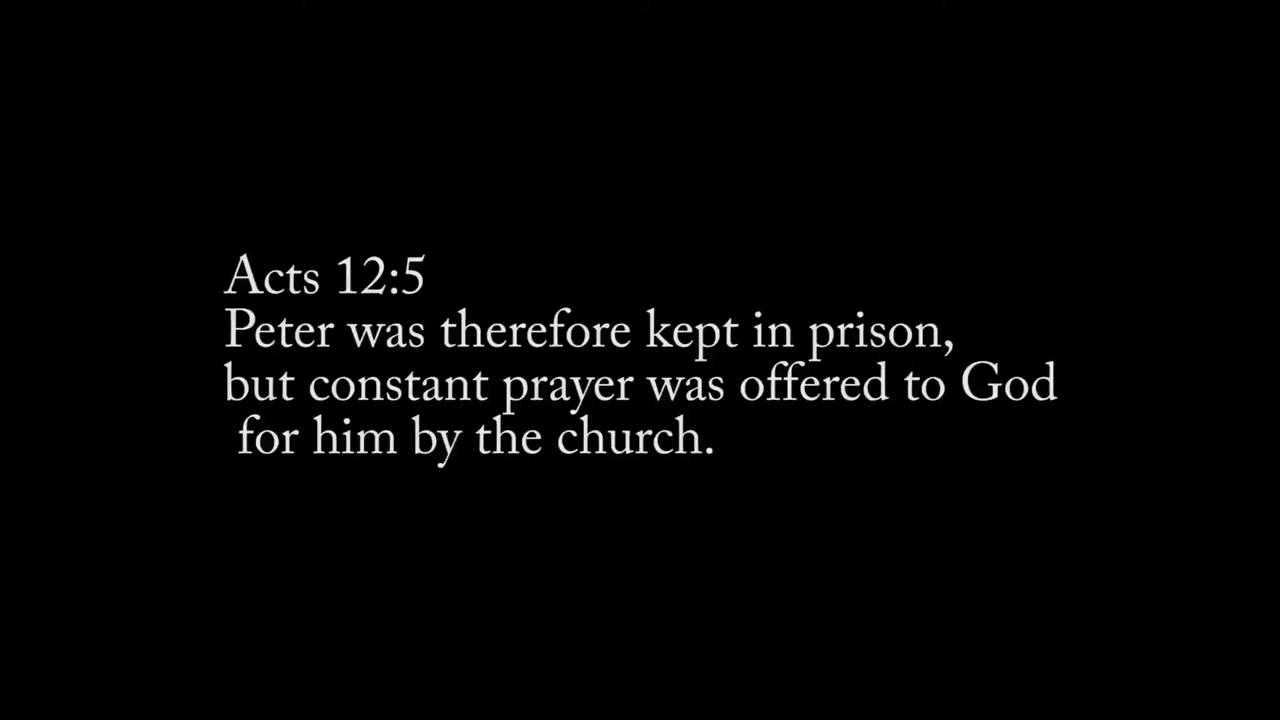 Acts 12:5
Peter was therefore kept in prison,
but constant prayer was offered to God
for him by the church.